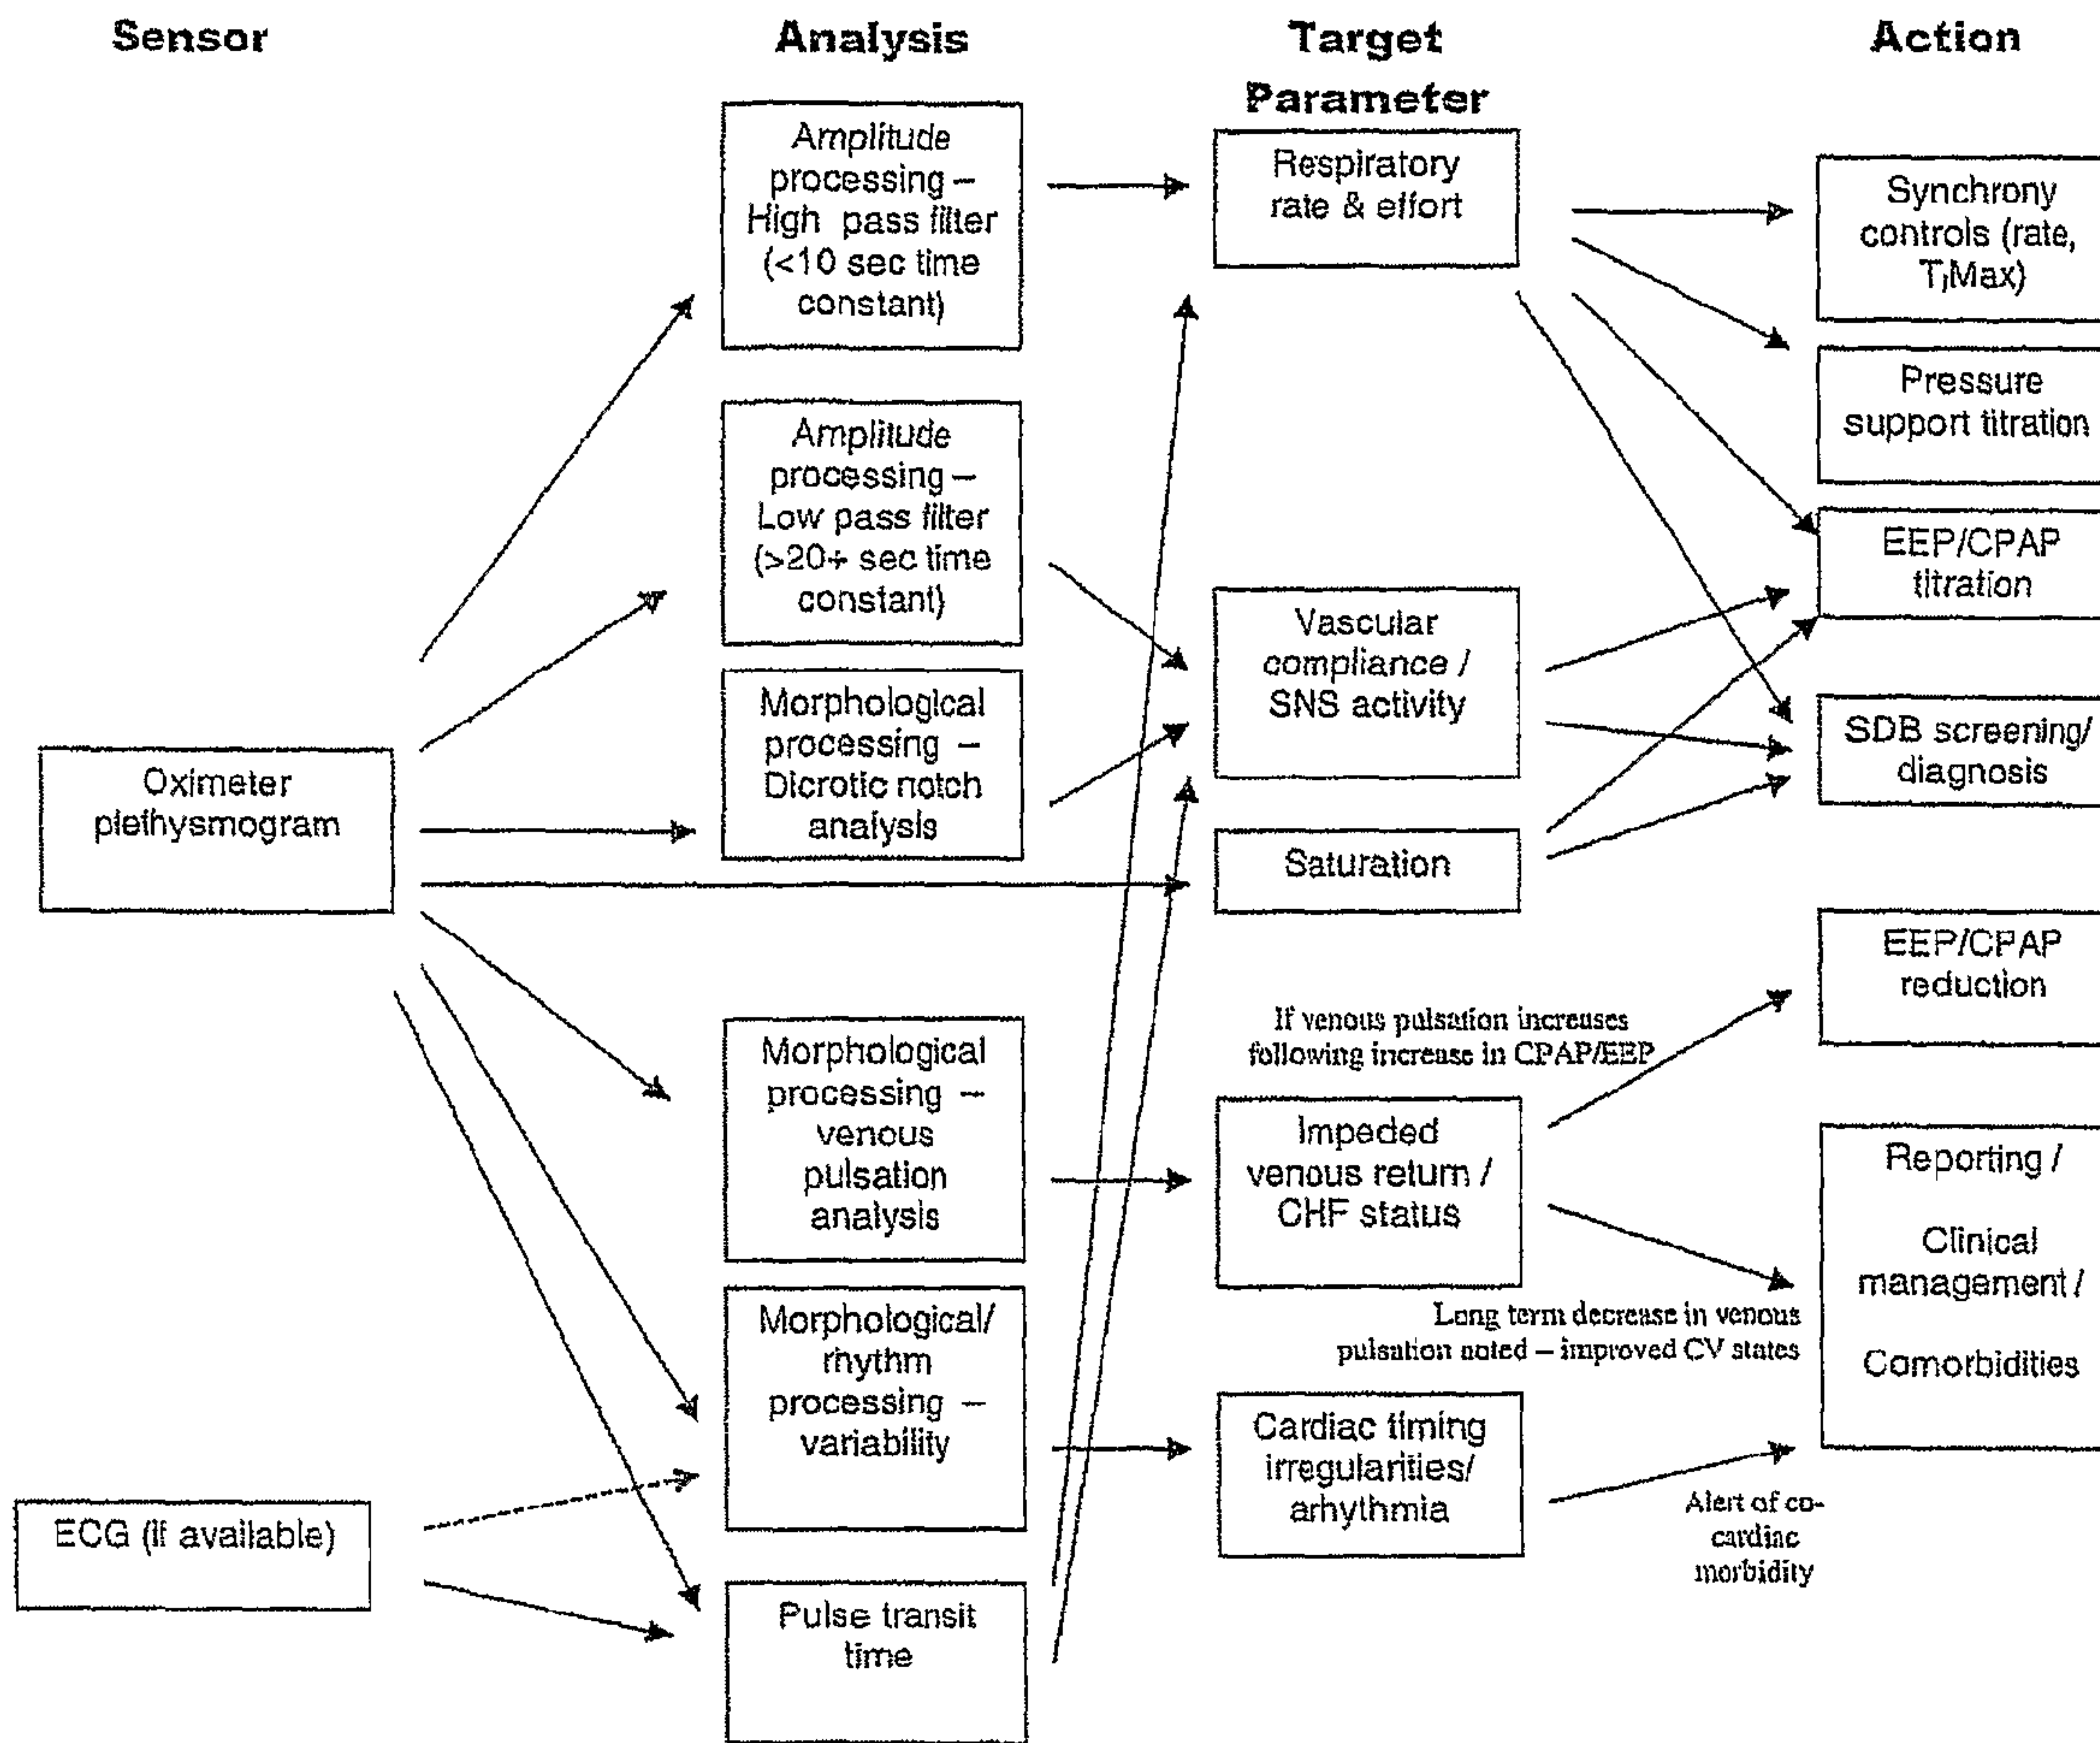 Sensor
Analysis
Target
Parameter
Action
Amplitude
processing –
High pass filter
(<10 sec time
constant)
Amplitude
processing –
Low pass filter
(>20+ sec time
constant)
Morphological
processing –
Dicrotic notch
analysis
Oximeter
plethysmogram
Morphological
processing –
venous
pulsation
analysis
Morphological/
rhythm
processing –
variability
ECG (if available)
Pulse transit
time
Respiratory
rate & effort
Vascular
compliance /
SNS activity
Saturation
If venous pulsation increases
following increase in CPAP/EEP
Impeded
venous return /
CHF status
Long term decrease in venous
pulsation noted – improved CV states
Cardiac timing
irregularities/
arhythmia
Synchrony
controls (rate,
TiMax)
Pressure
support titration
EEP/CPAP
titration
SDB screening/
diagnosis
EEP/CPAP
reduction
Reporting /
Clinical
management /
Comorbidities
Alert of co-
cardiac
morbidity